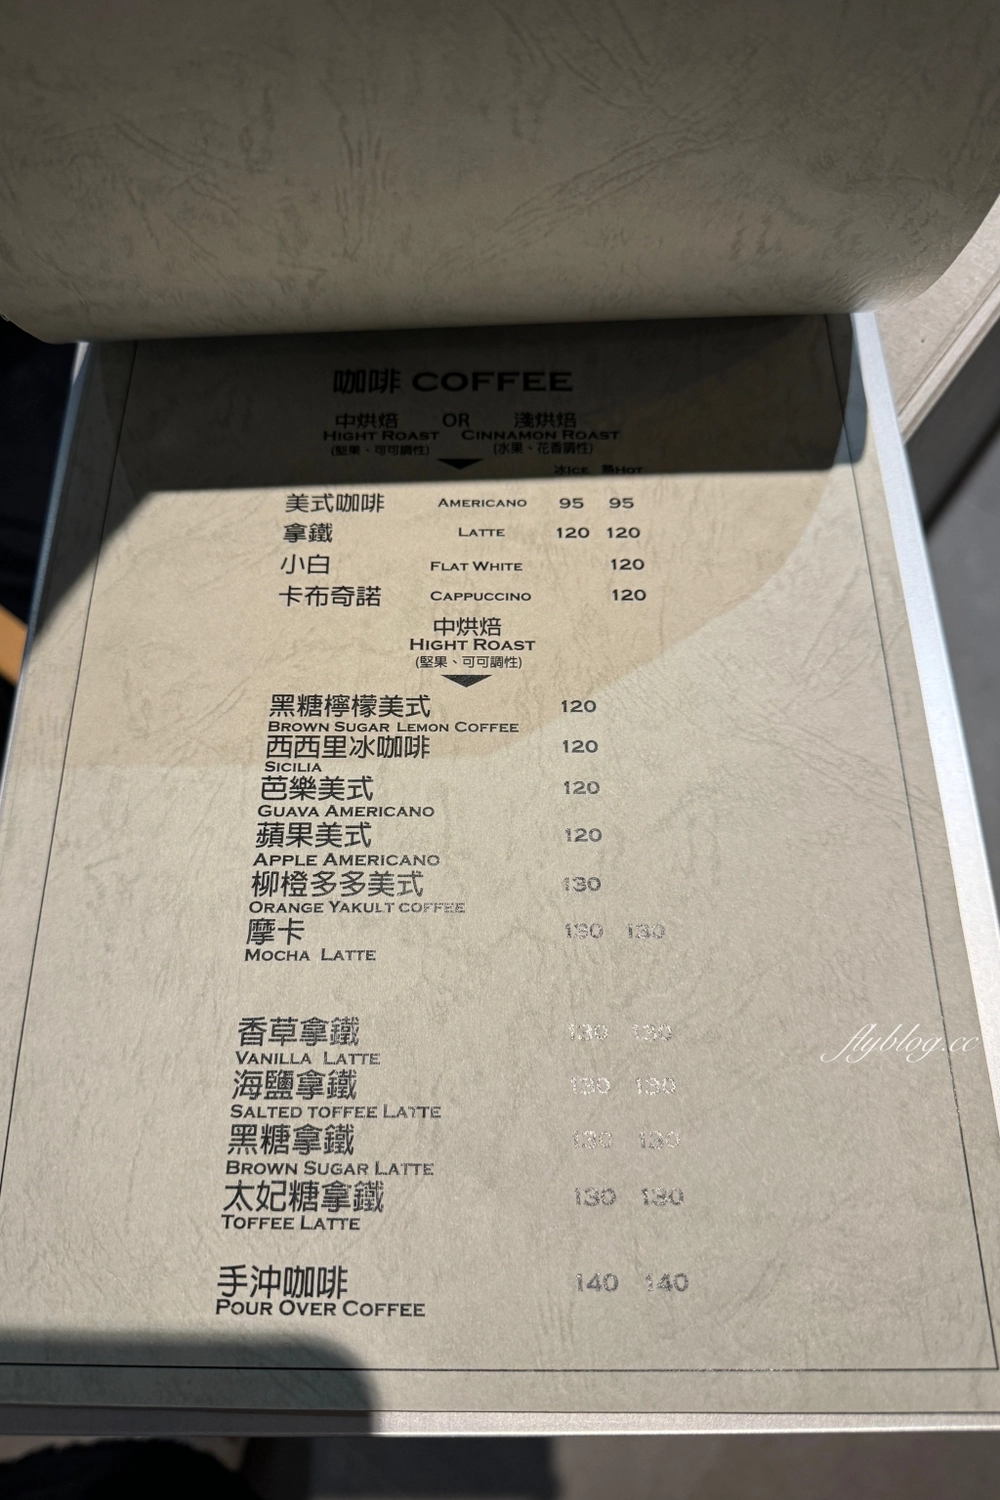 咖啡 COFFEE
中烘焙 OR 淺烘焙
HIGHT ROAST CINNAMON ROAST
(堅果、可可調性) (水果、花香調性)
冰ICE 熱HOT
美式咖啡 AMERICANO 95 95
拿鐵 LATTE 120 120
小白 FLAT WHITE 120
卡布奇諾 CAPPUCCINO 120
中烘焙
HIGHT ROAST
(堅果、可可調性)
黑糖檸檬美式 120
BROWN SUGAR LEMON COFFEE
西西里冰咖啡 120
SICILIA
芭樂美式 120
GUAVA AMERICANO
蘋果美式 120
APPLE AMERICANO
柳橙多多美式 130
ORANGE YAKULT COFFEE
摩卡 130 130
MOCHA LATTE
香草拿鐵 130 130
VANILLA LATTE
flyblog.cc
海鹽拿鐵 130 130
SALTED TOFFEE LATTE
黑糖拿鐵 130 130
BROWN SUGAR LATTE
太妃糖拿鐵 130 130
TOFFEE LATTE
手沖咖啡 140 140
POUR OVER COFFEE